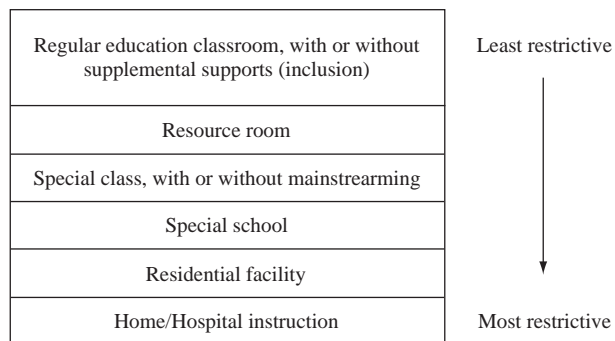 Regular education classroom, with or without
supplemental supports (inclusion)
Least restrictive
Resource room
Special class, with or without mainstrearming
Special school
Residential facility
Home/Hospital instruction
Most restrictive